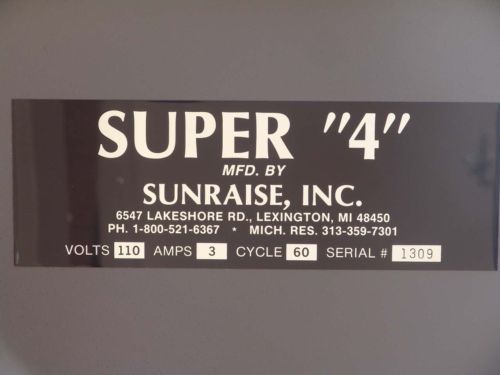 SUPER "4"
MFD. BY
SUNRAISE, INC.
6547 LAKESHORE RD., LEXINGTON, MI 48450
PH. 1-800-521-6367 * MICH. RES. 313-359-7301
VOLTS 110 AMPS 3 CYCLE 60 SERIAL # 1309